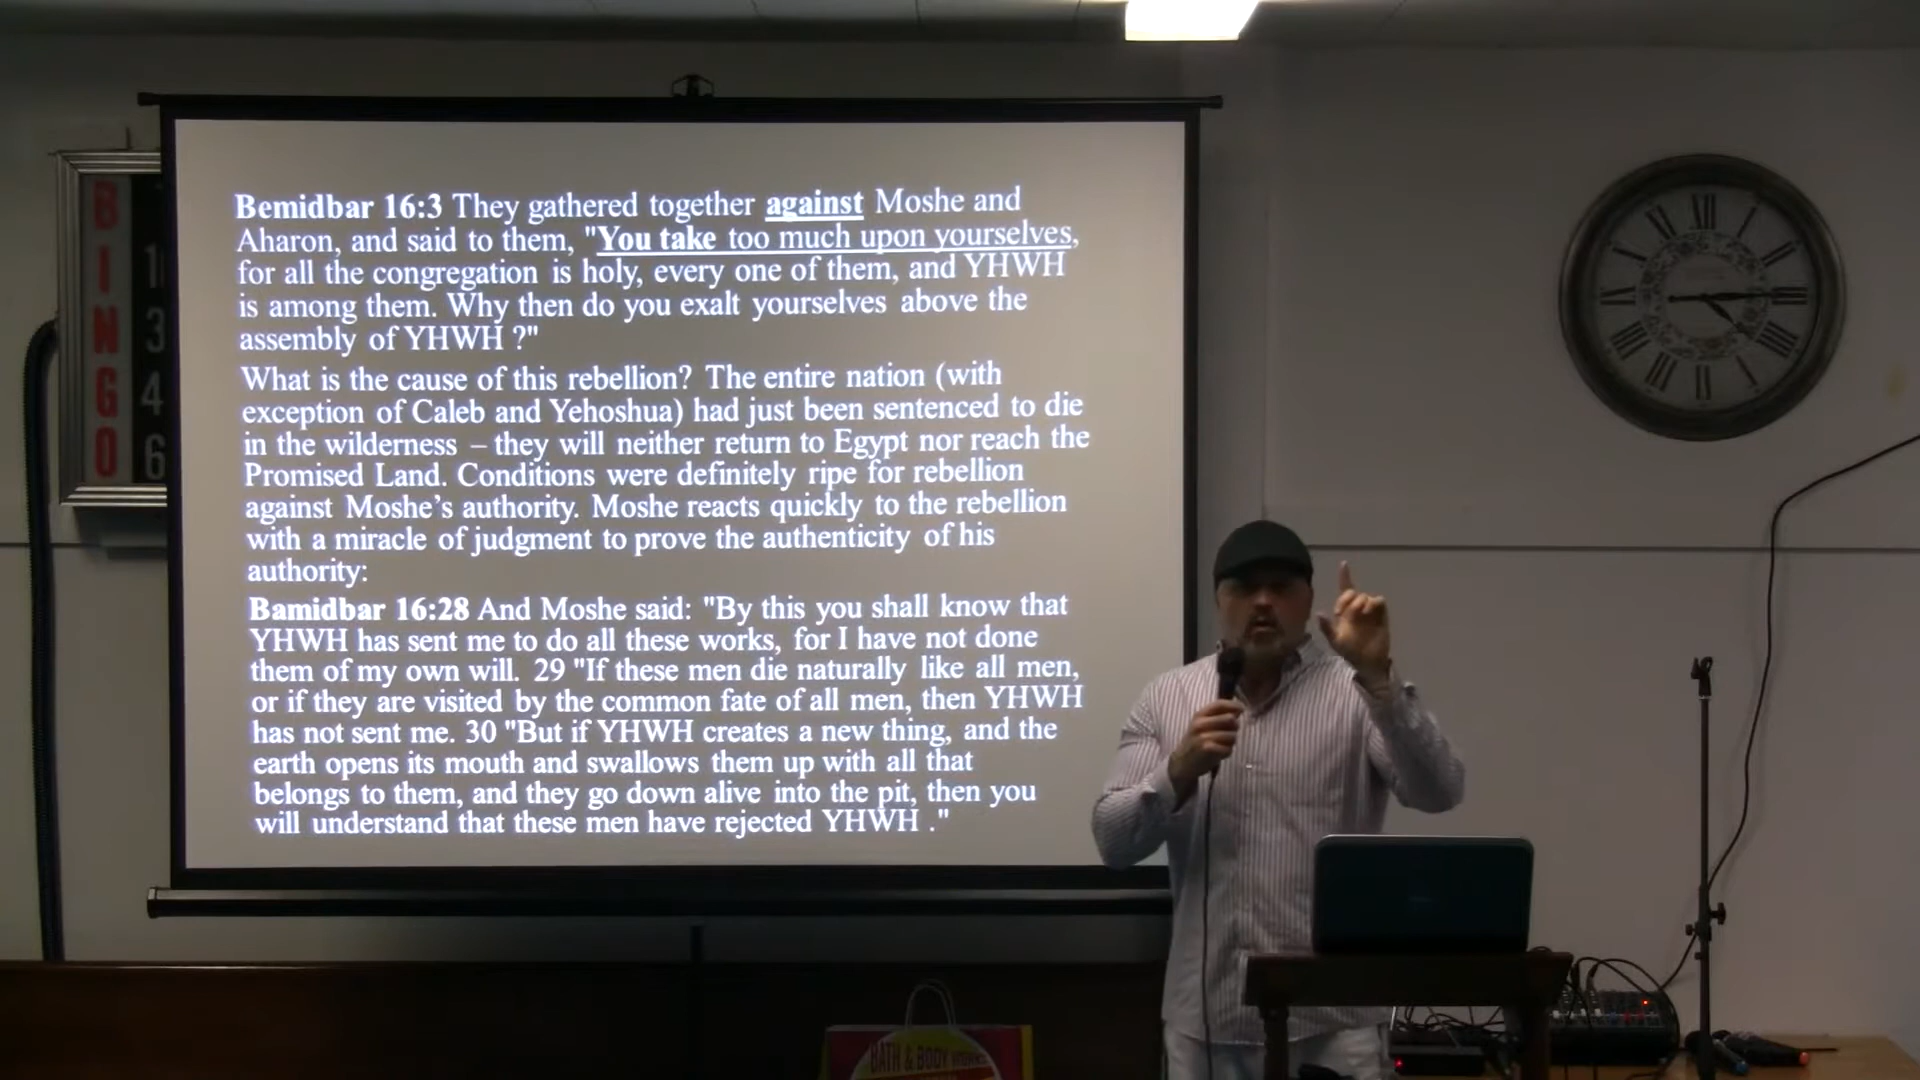 Bemidbar 16:3 They gathered together against Moshe and
Aharon, and said to them, "You take too much upon yourselves,
for all the congregation is holy, every one of them, and YHWH
is among them. Why then do you exalt yourselves above the
assembly of YHWH ?"
What is the cause of this rebellion? The entire nation (with
exception of Caleb and Yehoshua) had just been sentenced to die
in the wilderness – they will neither return to Egypt nor reach the
Promised Land. Conditions were definitely ripe for rebellion
against Moshe's authority. Moshe reacts quickly to the rebellion
with a miracle of judgment to prove the authenticity of his
authority:
Bamidbar 16:28 And Moshe said: "By this you shall know that
YHWH has sent me to do all these works, for I have not done
them of my own will. 29 "If these men die naturally like all men,
or if they are visited by the common fate of all men, then YHWH
has not sent me. 30 "But if YHWH creates a new thing, and the
earth opens its mouth and swallows them up with all that
belongs to them, and they go down alive into the pit, then you
will understand that these men have rejected YHWH ."
BINGO
BATH & BODY WORKS